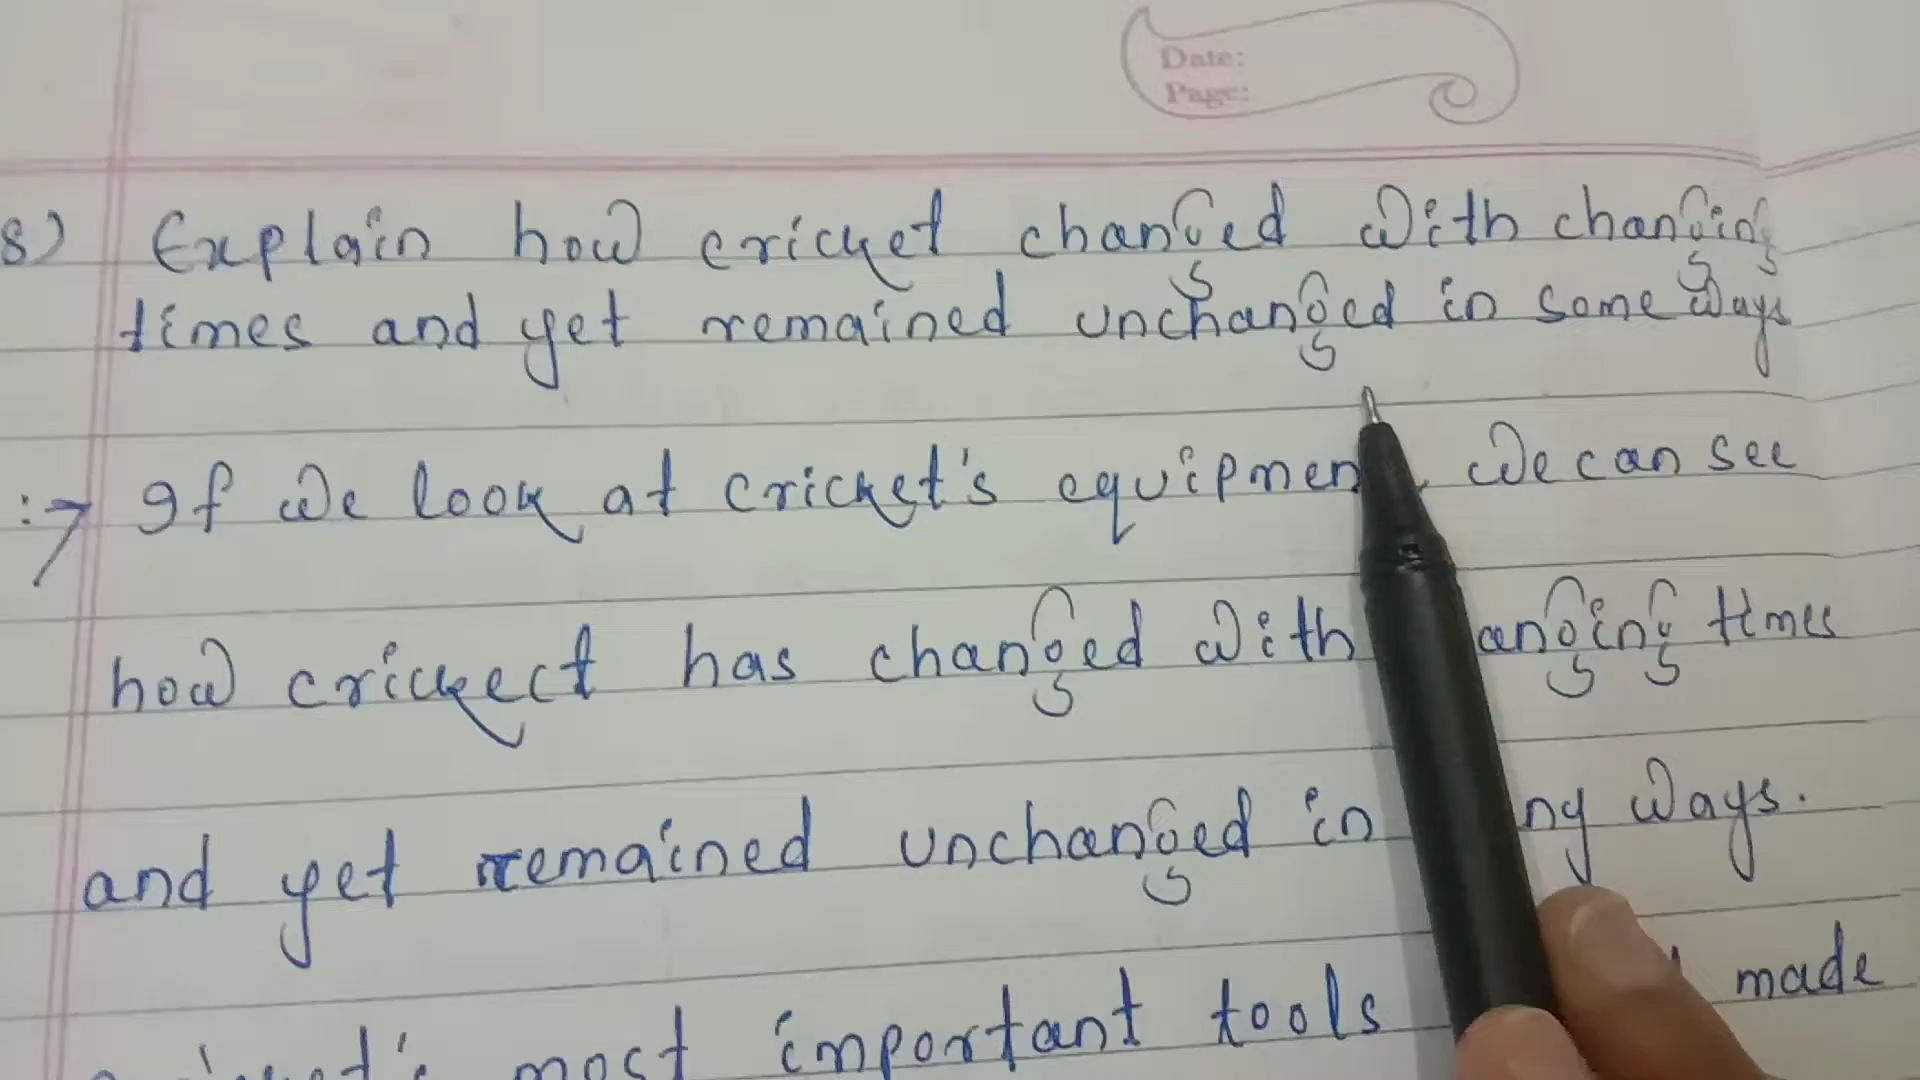 Date:
Page:
8) Explain how cricket changed with changing
times and yet remained unchanged in some ways
:→ If we look at cricket's equipment, we can see
how crickect has changed with anging times
and yet remained unchanged in ny ways.
most important tools made